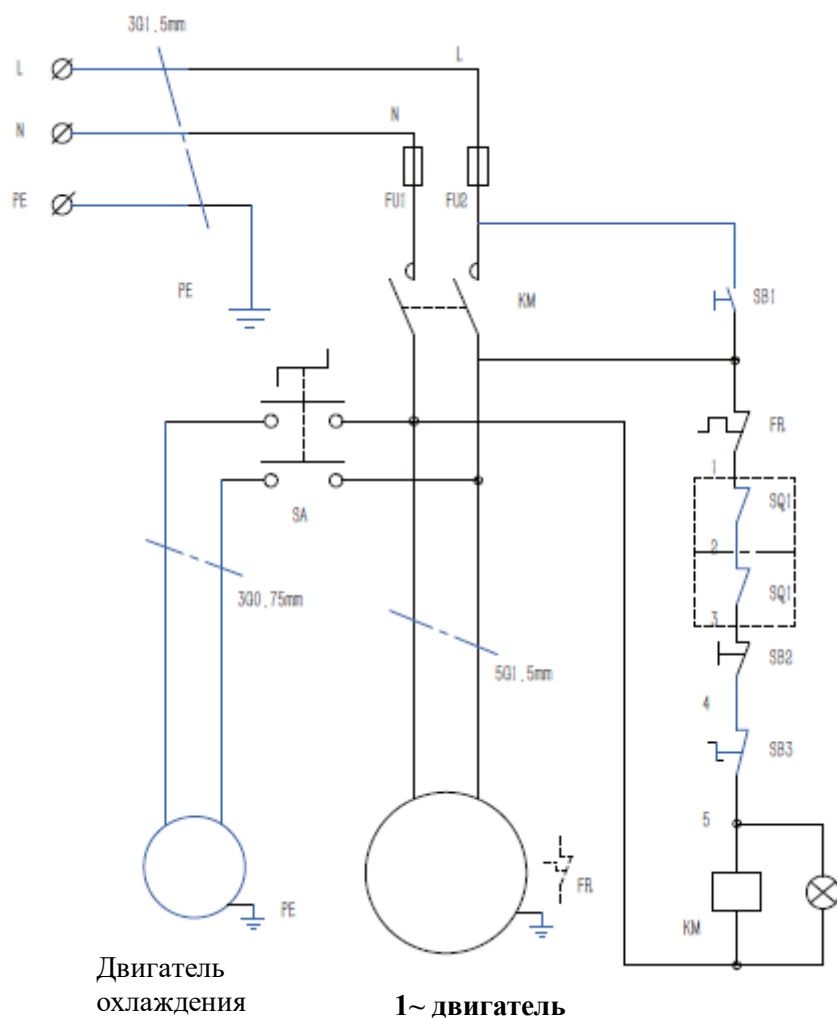 3G1,5mm
L
L
N
N
PE
FU1
FU2
PE
KM
SB1
FR
1
SQ1
SA
2
SQ1
3G0,75mm
3
SB2
5G1,5mm
4
SB3
5
FR
PE
KM
Двигатель
охлаждения
1~ двигатель